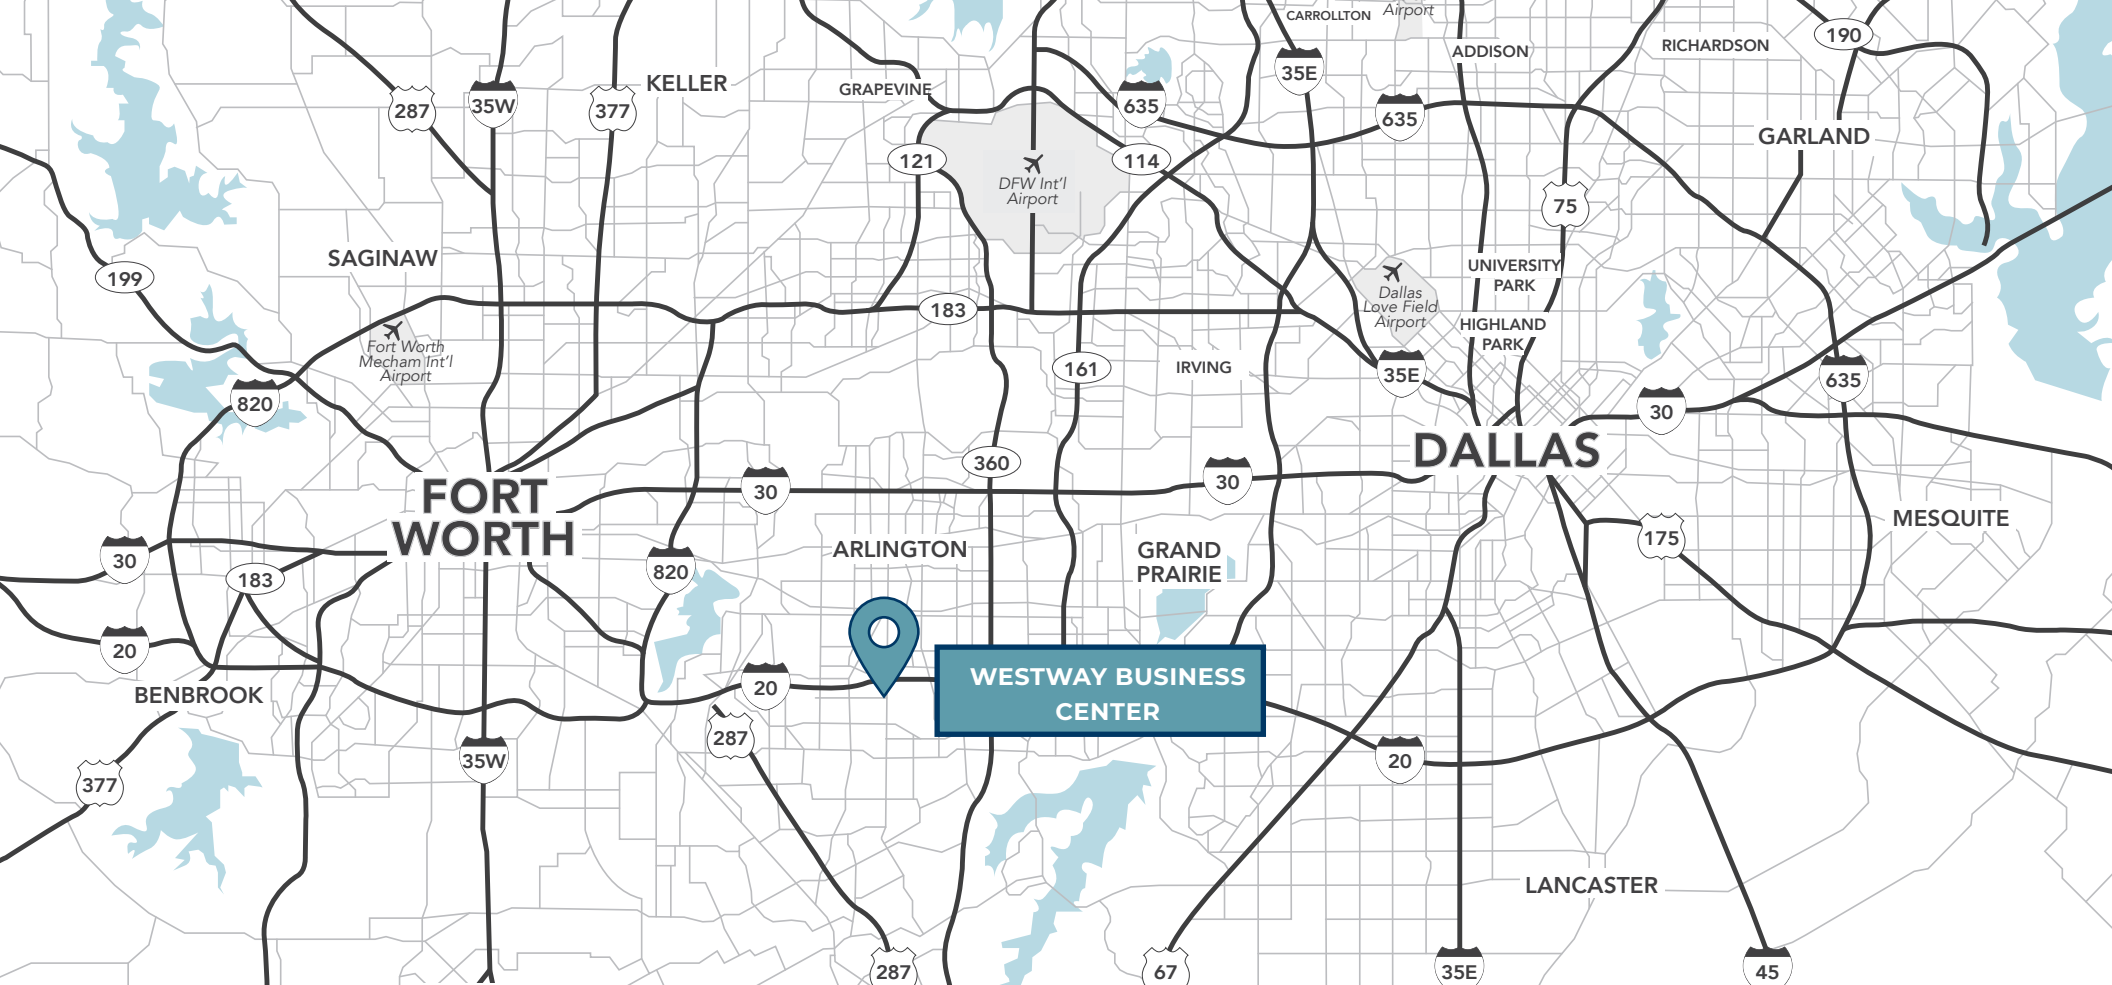 CARROLLTON
Airport
190
ADDISON
RICHARDSON
35E
KELLER
GRAPEVINE
287
35W
377
635
635
GARLAND
121
114
DFW Int'l
Airport
75
SAGINAW
199
UNIVERSITY
PARK
Dallas
Love Field
Airport
183
HIGHLAND
PARK
Fort Worth
Mecham Int'l
Airport
161
IRVING
35E
635
820
30
DALLAS
360
30
30
FORT
WORTH
MESQUITE
175
ARLINGTON
GRAND
PRAIRIE
30
183
820
20
WESTWAY BUSINESS
CENTER
20
BENBROOK
287
35W
20
377
LANCASTER
287
67
35E
45